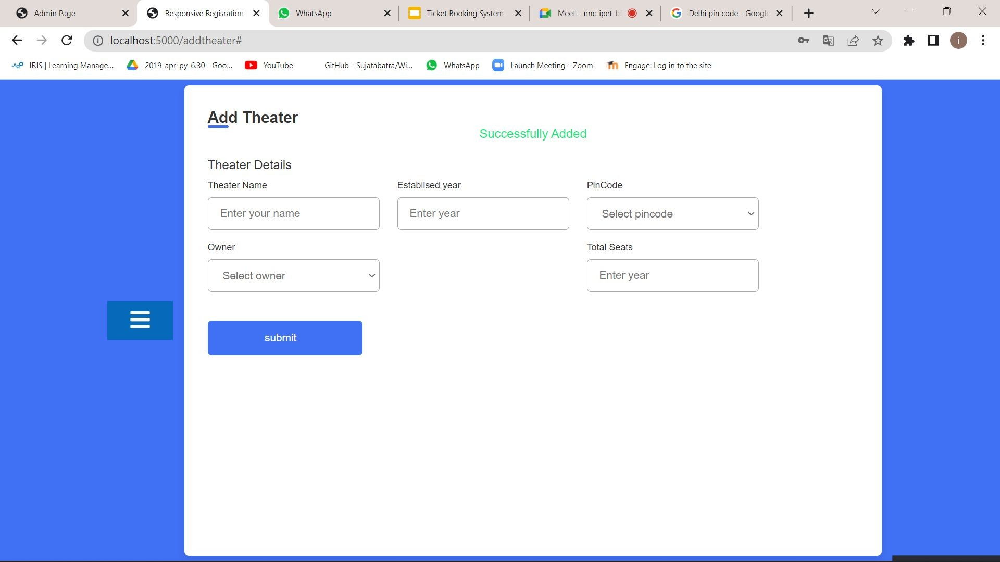 Admin Page
Responsive Regisration
WhatsApp
Ticket Booking System -
Meet – nnc-ipet-bf
Delhi pin code - Google
localhost:5000/addtheater#
i
IRIS | Learning Manage...
2019_apr_py_6.30 - Goo...
YouTube
GitHub - Sujatabatra/Wi...
WhatsApp
Launch Meeting - Zoom
Engage: Log in to the site
Add Theater
Successfully Added
Theater Details
Theater Name
Establised year
PinCode
Enter your name
Enter year
Select pincode
Owner
Total Seats
Select owner
Enter year
submit